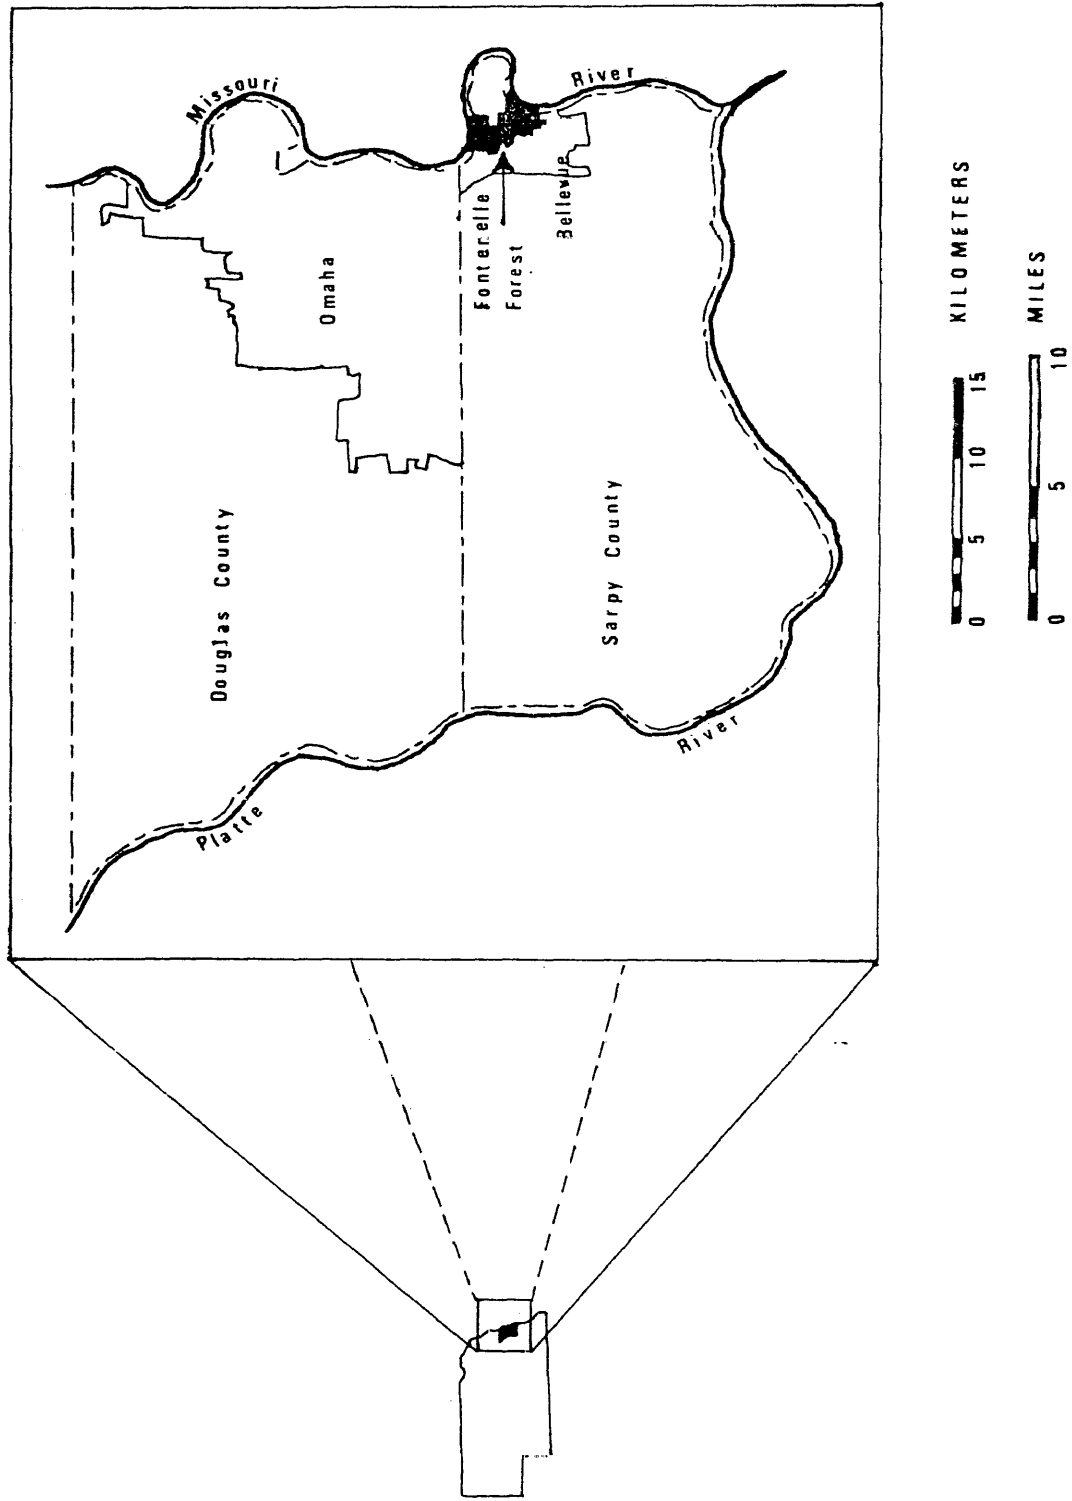 Missouri
River
Omaha
Fontenelle
Forest
Bellevue
Douglas County
Sarpy County
Platte
River
KILOMETERS
0 5 10 15
MILES
0 5 10